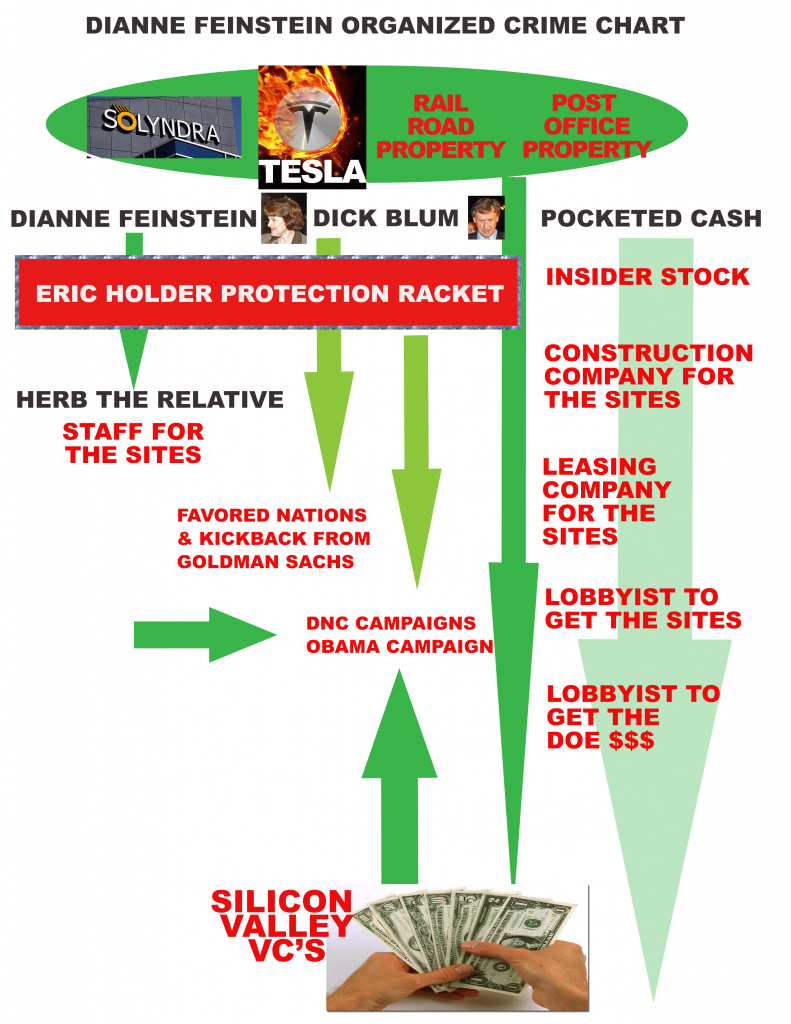 DIANNE FEINSTEIN ORGANIZED CRIME CHART
SOLYNDRA
TESLA
RAIL
ROAD
PROPERTY
POST
OFFICE
PROPERTY
DIANNE FEINSTEIN
DICK BLUM
POCKETED CASH
ERIC HOLDER PROTECTION RACKET
INSIDER STOCK
CONSTRUCTION
COMPANY FOR
THE SITES
HERB THE RELATIVE
STAFF FOR
THE SITES
LEASING
COMPANY
FOR THE
SITES
FAVORED NATIONS
& KICKBACK FROM
GOLDMAN SACHS
LOBBYIST TO
GET THE SITES
DNC CAMPAIGNS
OBAMA CAMPAIGN
LOBBYIST TO
GET THE
DOE $$$
SILICON
VALLEY
VC'S